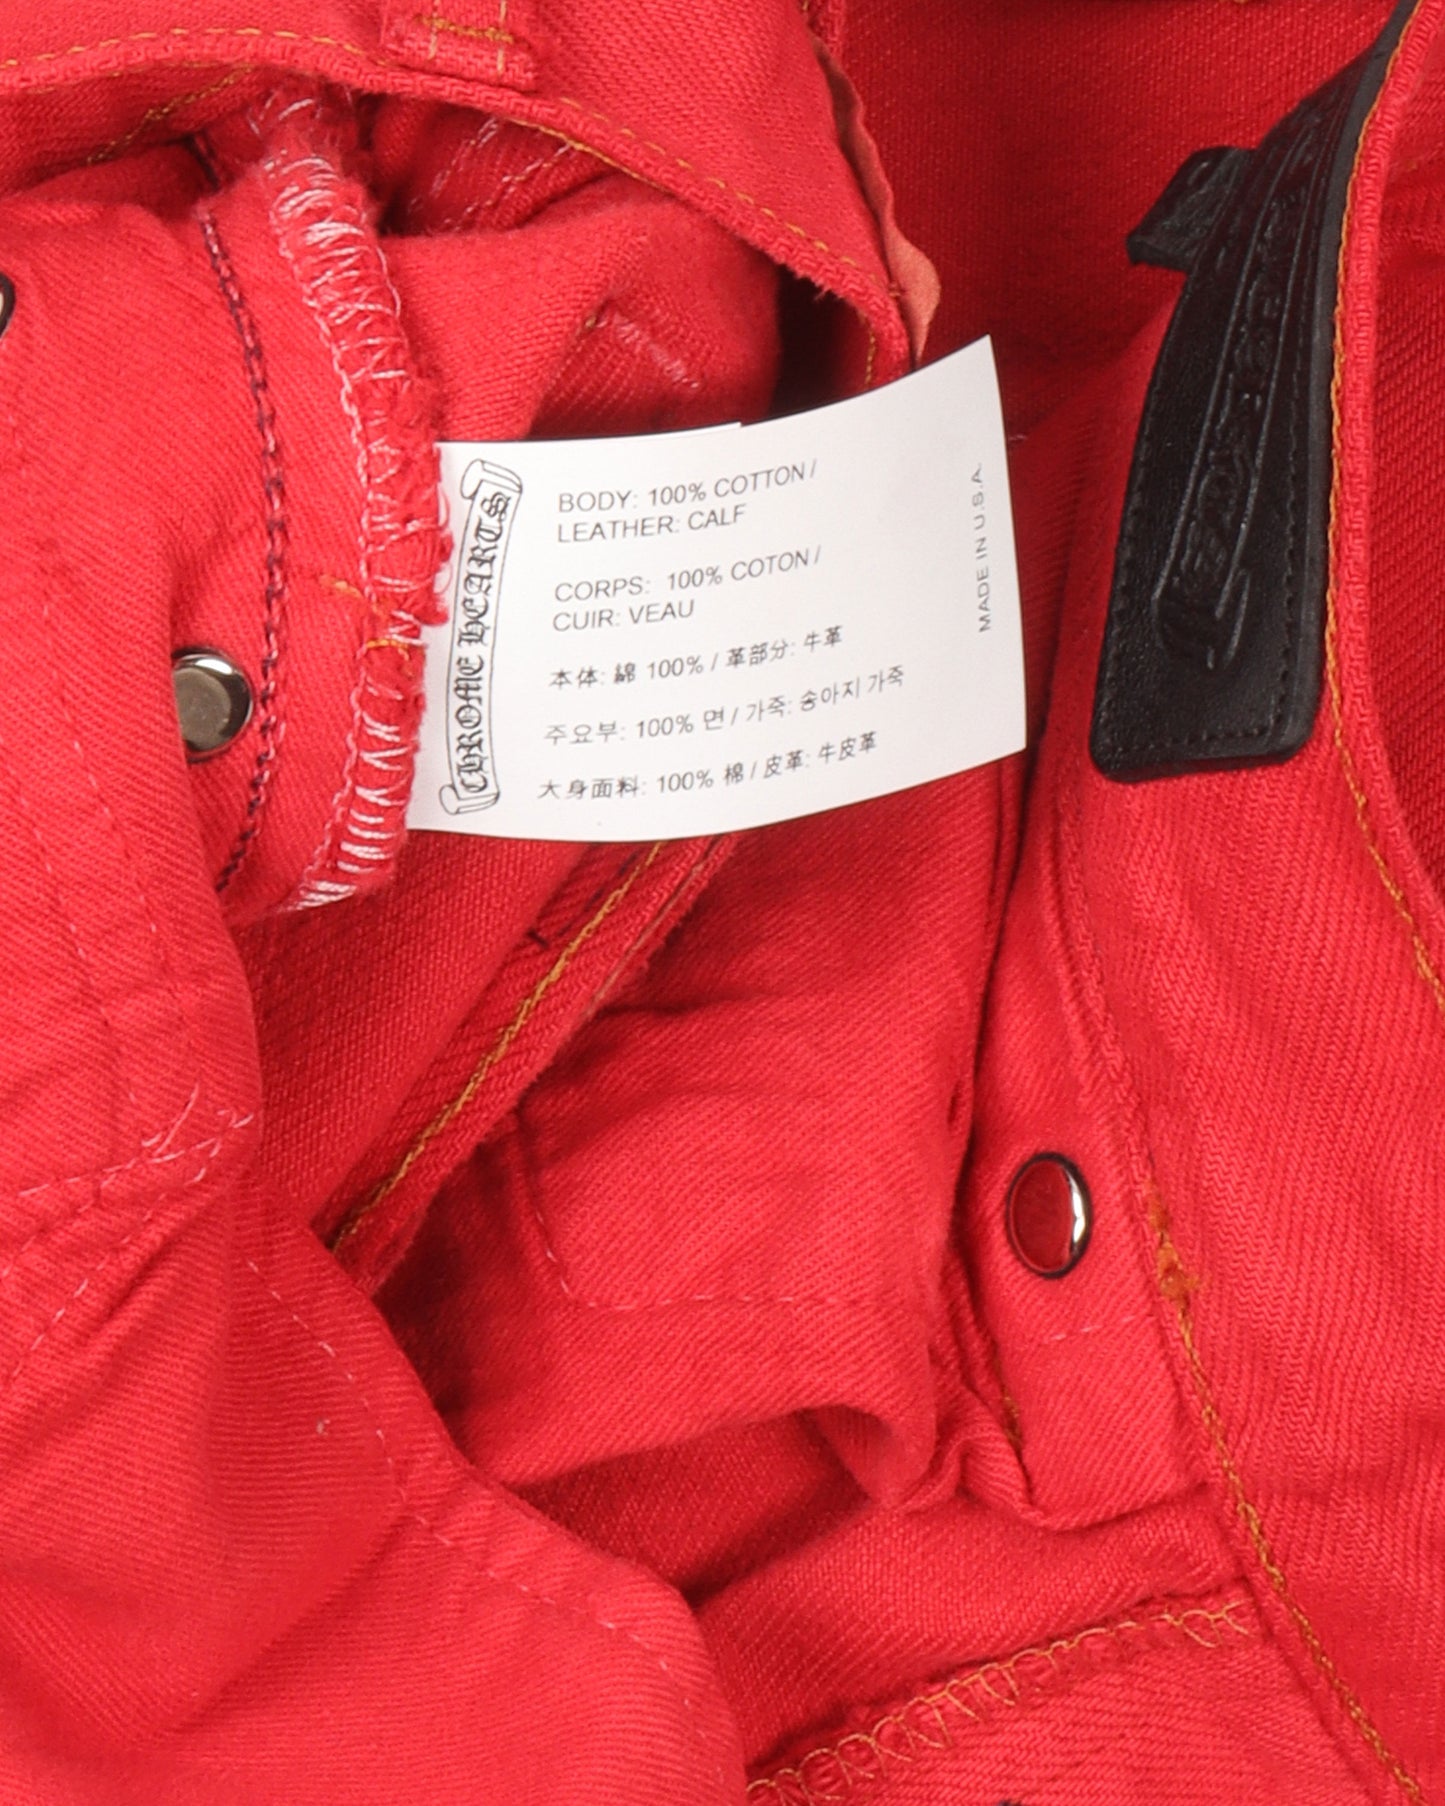 CHROME HEARTS
BODY: 100% COTTON /
LEATHER: CALF
CORPS: 100% COTON /
CUIR: VEAU
本体: 綿 100% / 革部分: 牛革
주요부: 100% 면 / 가죽: 송아지 가죽
大身面料: 100% 棉 / 皮革: 牛皮革
MADE IN U.S.A.